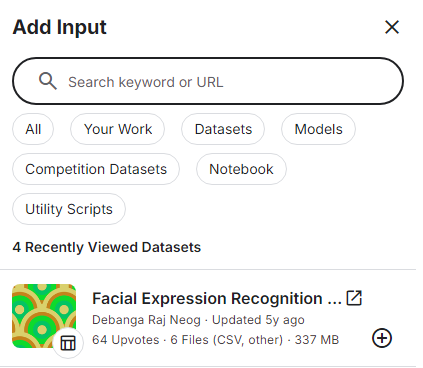 Add Input
Search keyword or URL
All
Your Work
Datasets
Models
Competition Datasets
Notebook
Utility Scripts
4 Recently Viewed Datasets
Facial Expression Recognition ...
Debanga Raj Neog · Updated 5y ago
64 Upvotes · 6 Files (CSV, other) · 337 MB